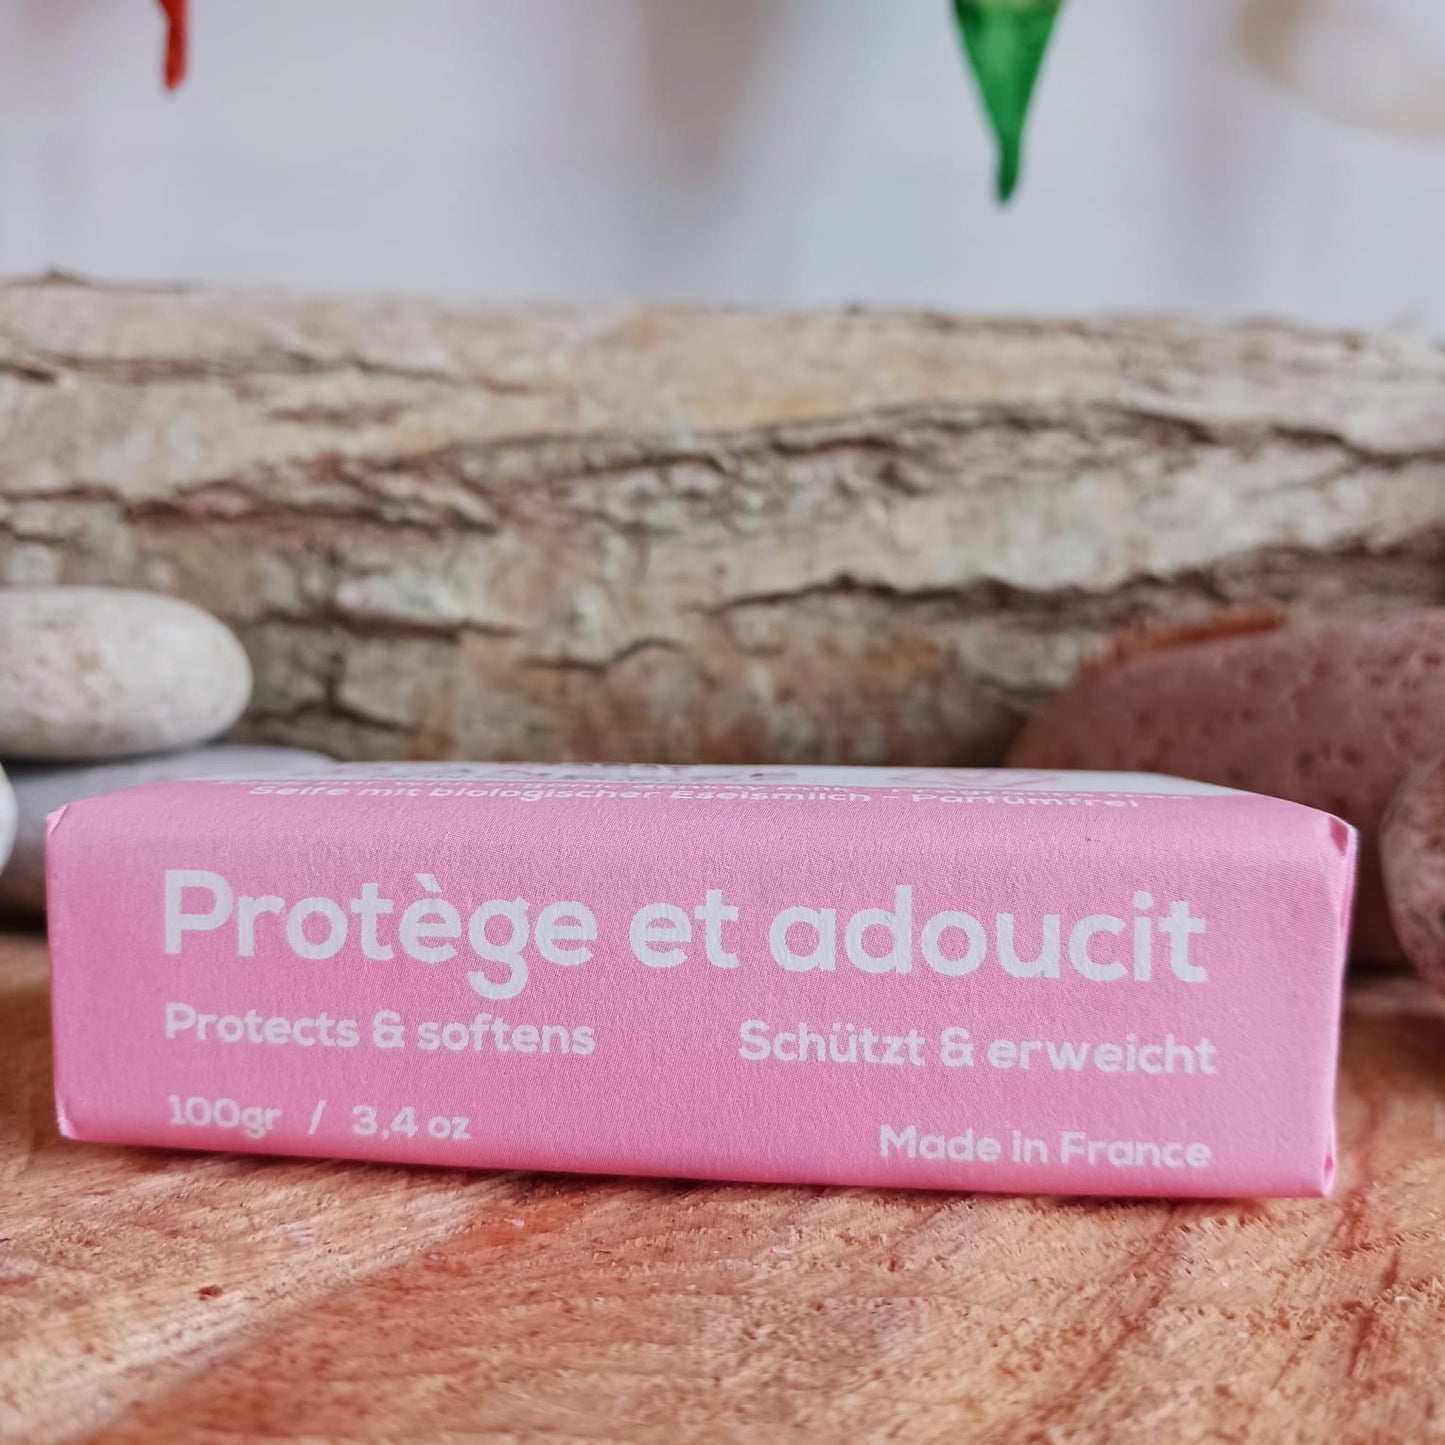 Seife mit biologischer Eselsmilch - Parfümfrei
Protège et adoucit
Protects & softens
Schützt & erweicht
100gr / 3,4 oz
Made in France